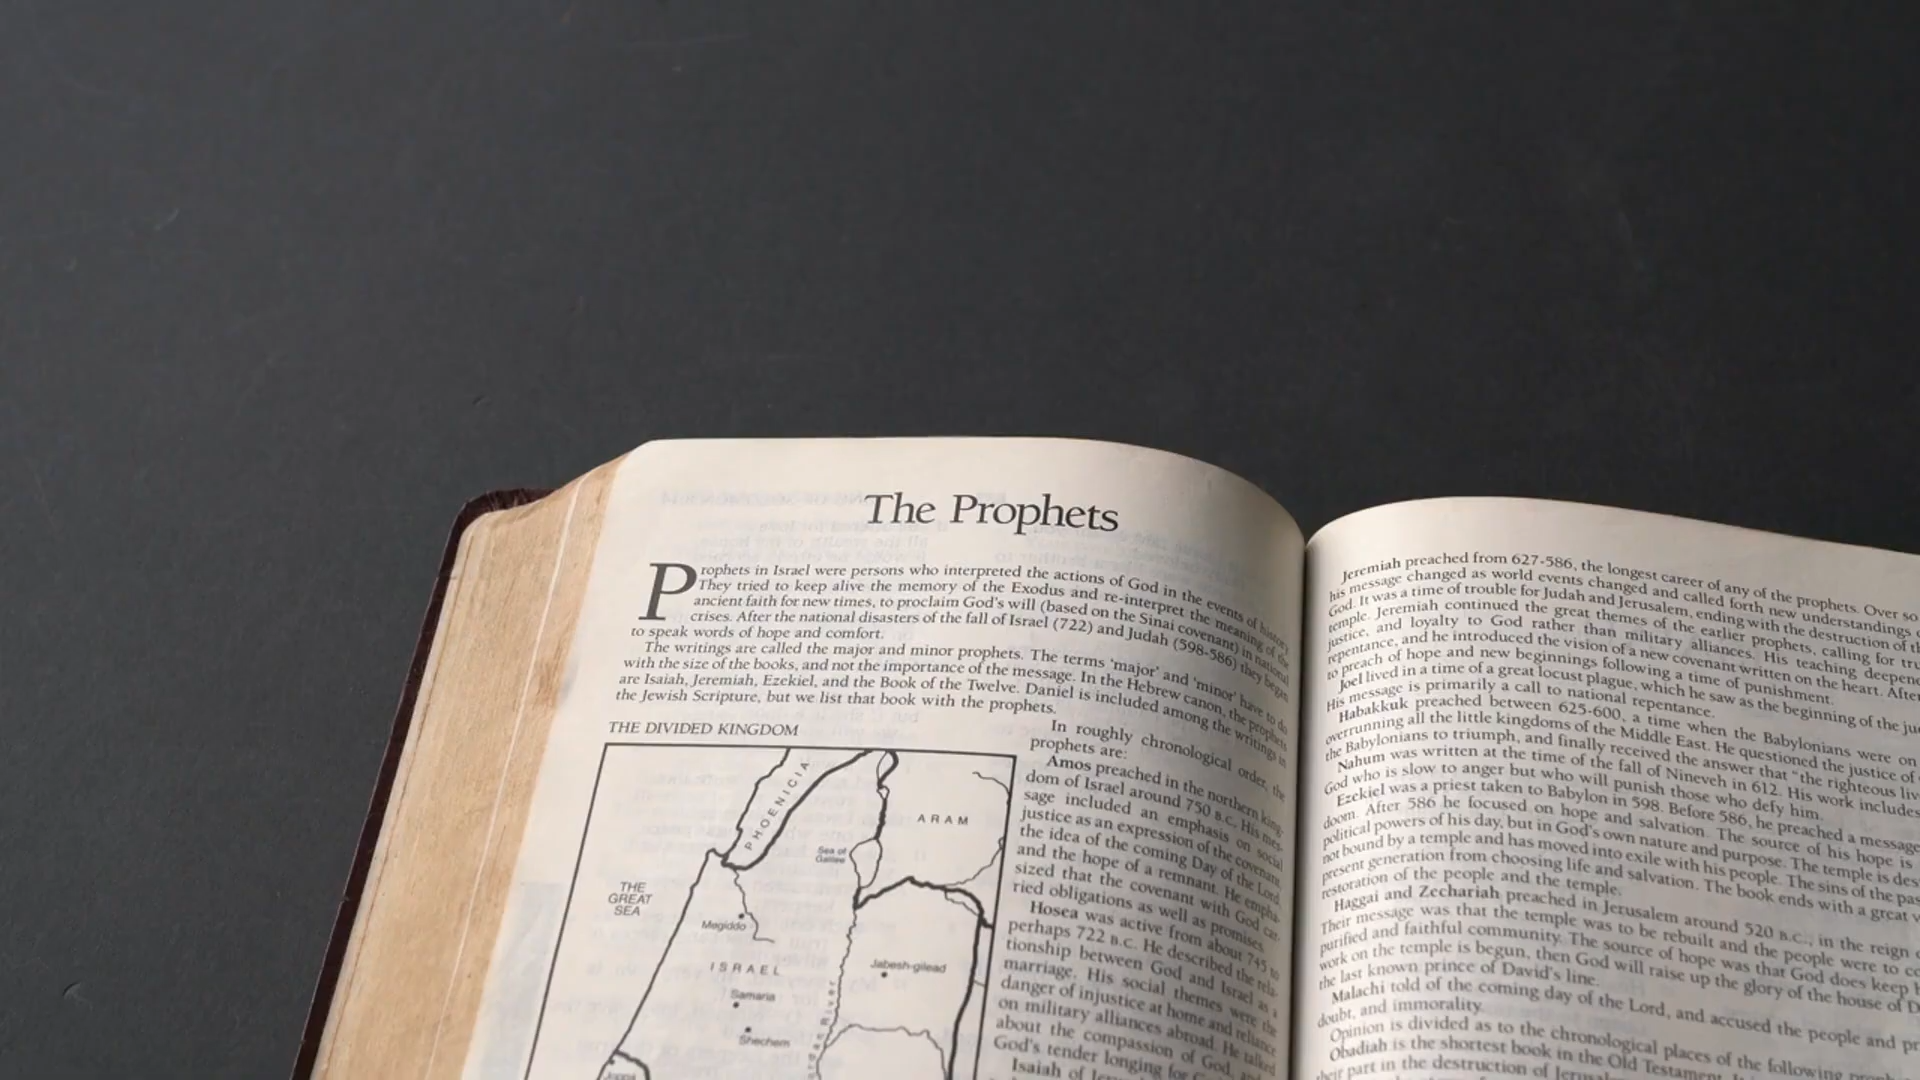 The Prophets
Prophets in Israel were persons who interpreted the actions of God in the events of history.
They tried to keep alive the memory of the Exodus and re-interpret the meaning of the
ancient faith for new times, to proclaim God's will (based on the Sinai covenant) in national
crises. After the national disasters of the fall of Israel (722) and Judah (598-586) they began
to speak words of hope and comfort.
The writings are called the major and minor prophets. The terms 'major' and 'minor' have to do
with the size of the books, and not the importance of the message. In the Hebrew canon, the prophets
are Isaiah, Jeremiah, Ezekiel, and the Book of the Twelve. Daniel is included among the writings in
the Jewish Scripture, but we list that book with the prophets.
THE DIVIDED KINGDOM
PHOENICIA
ARAM
Sea of
Galilee
THE
GREAT
SEA
Megiddo
ISRAEL
Jabesh-gilead
Samaria
Shechem
River
Joppa
In roughly chronological order, the
prophets are:
Amos preached in the northern king-
dom of Israel around 750 B.C. His mes-
sage included an emphasis on social
justice as an expression of the covenant,
the idea of the coming Day of the Lord,
and the hope of a remnant. He empha-
sized that the covenant with God car-
ried obligations as well as promises.
Hosea was active from about 745 to
perhaps 722 B.C. He described the rela-
tionship between God and Israel as a
marriage. His social themes were the
danger of injustice at home and reliance
on military alliances abroad. He talked
about the compassion of God, and
God's tender longing for
Isaiah of
Jeremiah preached from 627-586, the longest career of any of the prophets. Over so
his message changed as world events changed and called forth new understandings
God. It was a time of trouble for Judah and Jerusalem, ending with the destruction of
temple. Jeremiah continued the great themes of the earlier prophets, calling for
justice, and loyalty to God rather than military alliances. His teaching
repentance, and he introduced the vision of a new covenant written on the heart. After
to preach of hope and new beginnings following a time of punishment.
Joel lived in a time of a great locust plague, which he saw as the beginning of the
His message is primarily a call to national repentance.
Habakkuk preached between 625-600, a time when the Babylonians were on
overrunning all the little kingdoms of the Middle East. He questioned the justice of
the Babylonians to triumph, and finally received the answer that "the righteous
Nahum was written at the time of the fall of Nineveh in 612. His work includes
God who is slow to anger but who will punish those who defy him.
Ezekiel was a priest taken to Babylon in 598. Before 586, he preached a message
doom. After 586 he focused on hope and salvation. The source of his hope is
political powers of his day, but in God's own nature and purpose. The temple is
not bound by a temple and has moved into exile with his people. The sins of the
present generation from choosing life and salvation. The book ends with a great
restoration of the people and the temple.
Haggai and Zechariah preached in Jerusalem around 520 B.C., in the reign
Their message was that the temple was to be rebuilt and the people were to
purified and faithful community. The source of hope was that God does keep
work on the temple is begun, then God will raise up the glory of the house of
the last known prince of David's line.
Malachi told of the coming day of the Lord, and accused the people and
doubt, and immorality.
Opinion is divided as to the chronological places of the following
Obadiah is the shortest book in the Old Testament.
their part in the destruction of